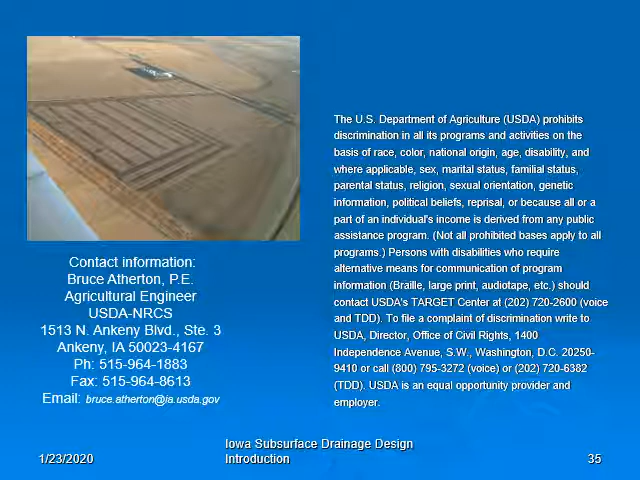 The U.S. Department of Agriculture (USDA) prohibits
discrimination in all its programs and activities on the
basis of race, color, national origin, age, disability, and
where applicable, sex, marital status, familial status,
parental status, religion, sexual orientation, genetic
information, political beliefs, reprisal, or because all or a
part of an individual's income is derived from any public
assistance program. (Not all prohibited bases apply to all
programs.) Persons with disabilities who require
alternative means for communication of program
information (Braille, large print, audiotape, etc.) should
contact USDA's TARGET Center at (202) 720-2600 (voice
and TDD). To file a complaint of discrimination write to
USDA, Director, Office of Civil Rights, 1400
Independence Avenue, S.W., Washington, D.C. 20250-
9410 or call (800) 795-3272 (voice) or (202) 720-6382
(TDD). USDA is an equal opportunity provider and
employer.
Contact information:
Bruce Atherton, P.E.
Agricultural Engineer
USDA-NRCS
1513 N. Ankeny Blvd., Ste. 3
Ankeny, IA 50023-4167
Ph: 515-964-1883
Fax: 515-964-8613
Email: bruce.atherton@ia.usda.gov
1/23/2020
Iowa Subsurface Drainage Design
Introduction
35